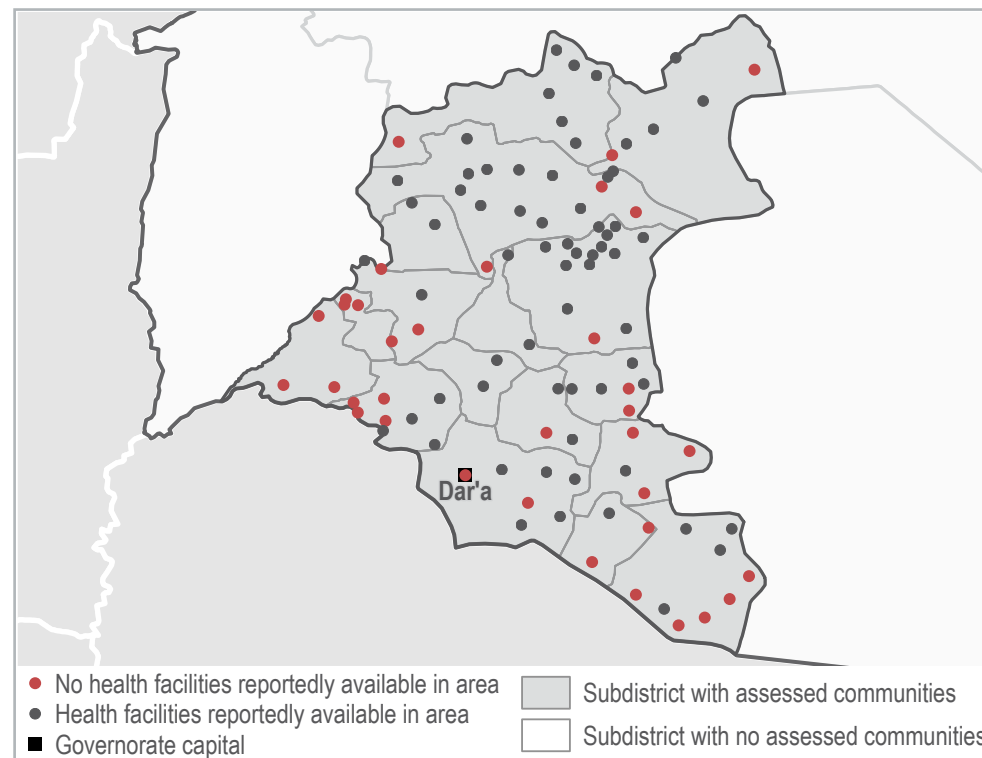 Dar'a
No health facilities reportedly available in area
Health facilities reportedly available in area
Governorate capital
Subdistrict with assessed communities
Subdistrict with no assessed communities